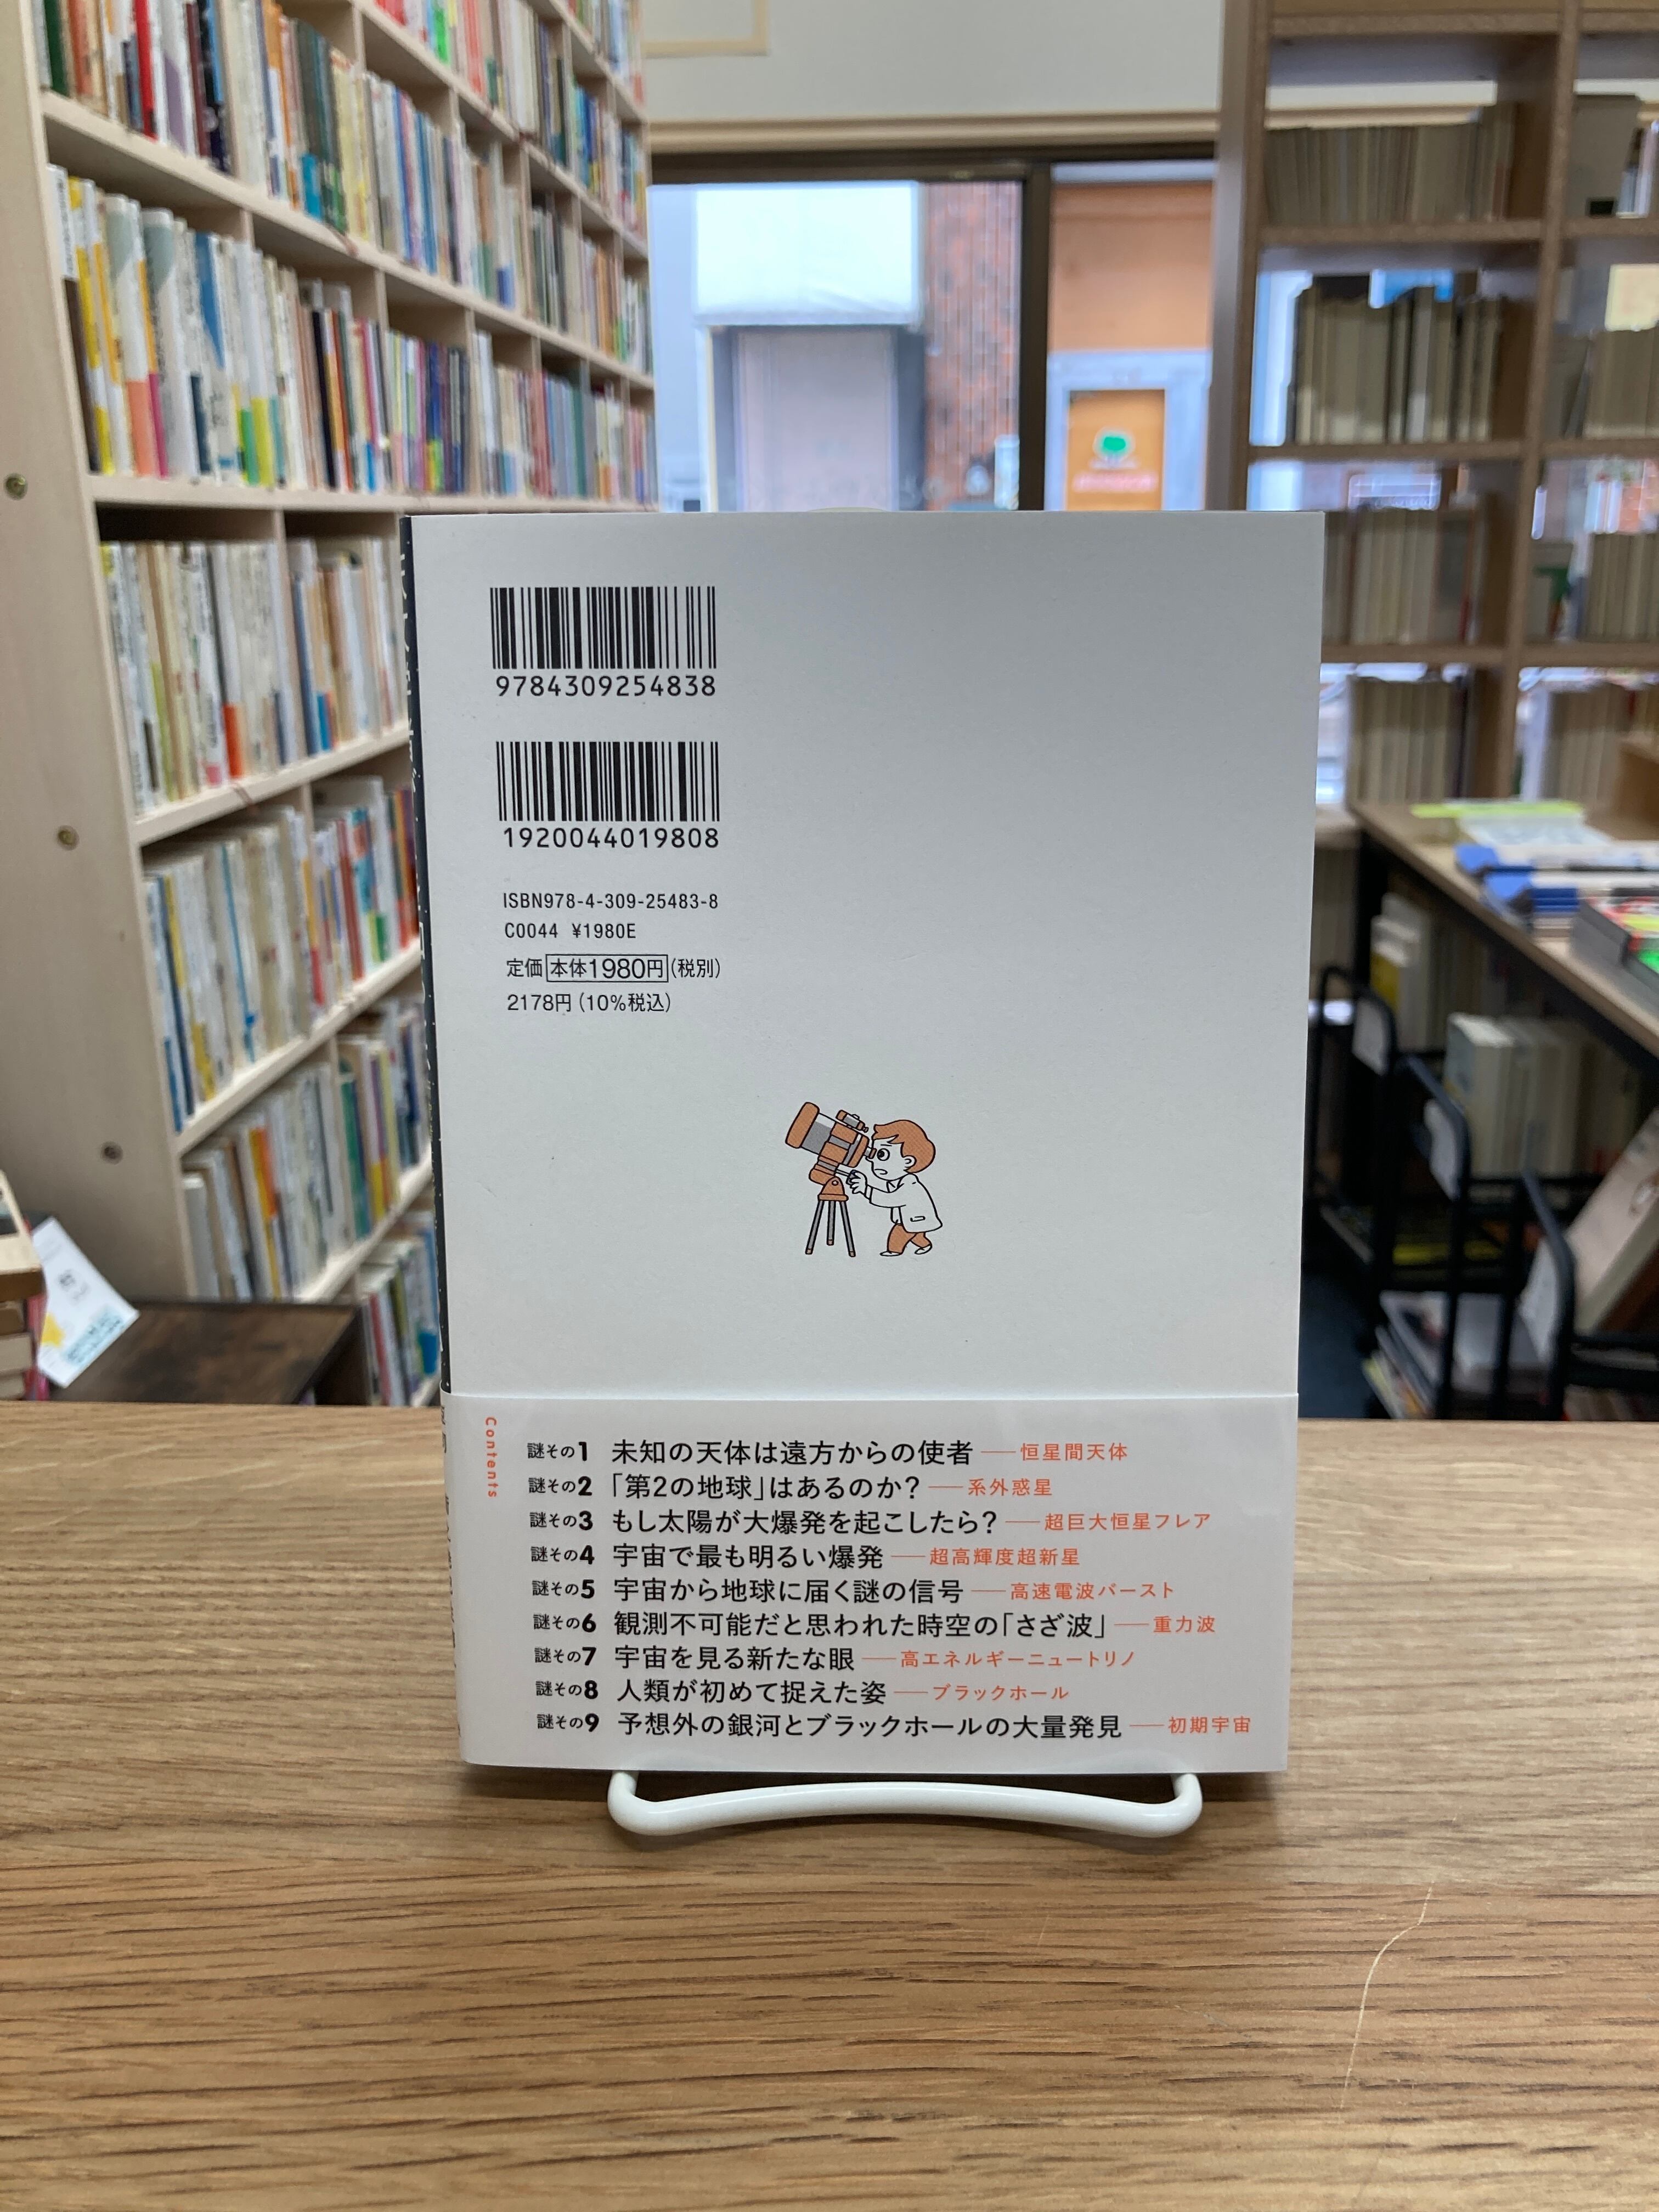 9784309254838
1920044019808
ISBN978-4-309-25483-8
C0044 ¥1980E
定価 本体1980円 (税別)
2178円(10%税込)
Contents
謎その1 未知の天体は遠方からの使者 ── 恒星間天体
謎その2 「第2の地球」はあるのか? ── 系外惑星
謎その3 もし太陽が大爆発を起こしたら? ── 超巨大恒星フレア
謎その4 宇宙で最も明るい爆発 ── 超高輝度超新星
謎その5 宇宙から地球に届く謎の信号 ── 高速電波バースト
謎その6 観測不可能だと思われた時空の「さざ波」 ── 重力波
謎その7 宇宙を見る新たな眼 ── 高エネルギーニュートリノ
謎その8 人類が初めて捉えた姿 ── ブラックホール
謎その9 予想外の銀河とブラックホールの大量発見 ── 初期宇宙